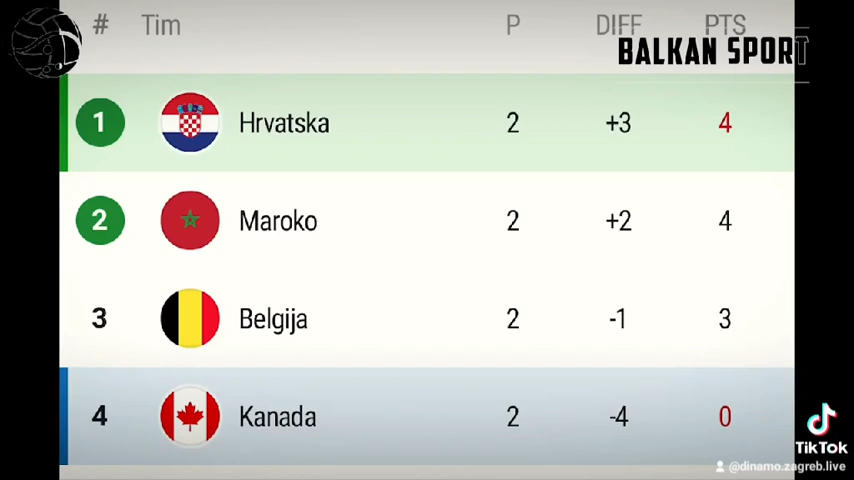 # Tim P DIFF PTS
BALKAN SPORT
1 Hrvatska 2 +3 4
2 Maroko 2 +2 4
3 Belgija 2 -1 3
4 Kanada 2 -4 0
TikTok
@dinamo.zagreb.live